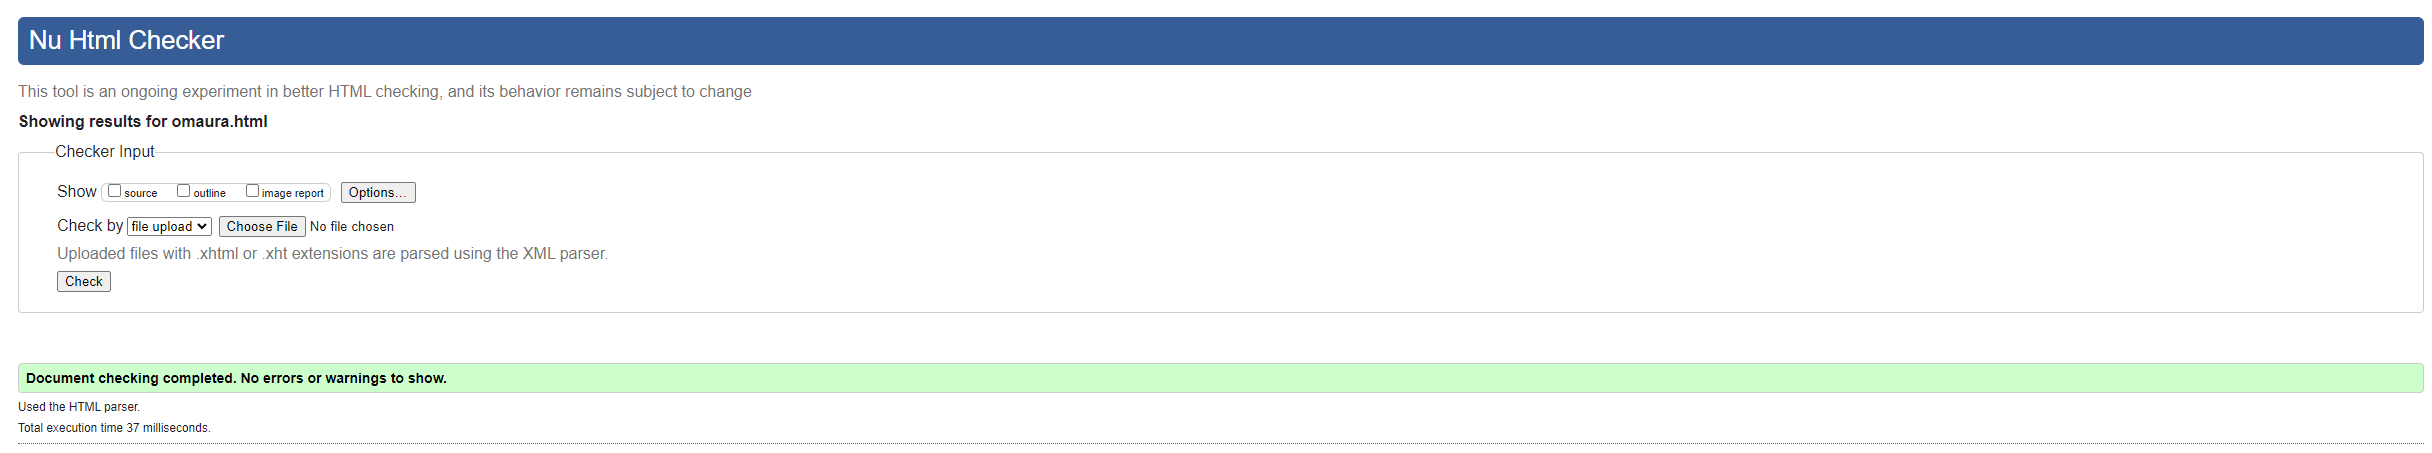 Nu Html Checker
This tool is an ongoing experiment in better HTML checking, and its behavior remains subject to change
Showing results for omaura.html
Checker Input
Show source outline image report Options...
Check by file upload Choose File No file chosen
Uploaded files with .xhtml or .xht extensions are parsed using the XML parser.
Check
Document checking completed. No errors or warnings to show.
Used the HTML parser.
Total execution time 37 milliseconds.